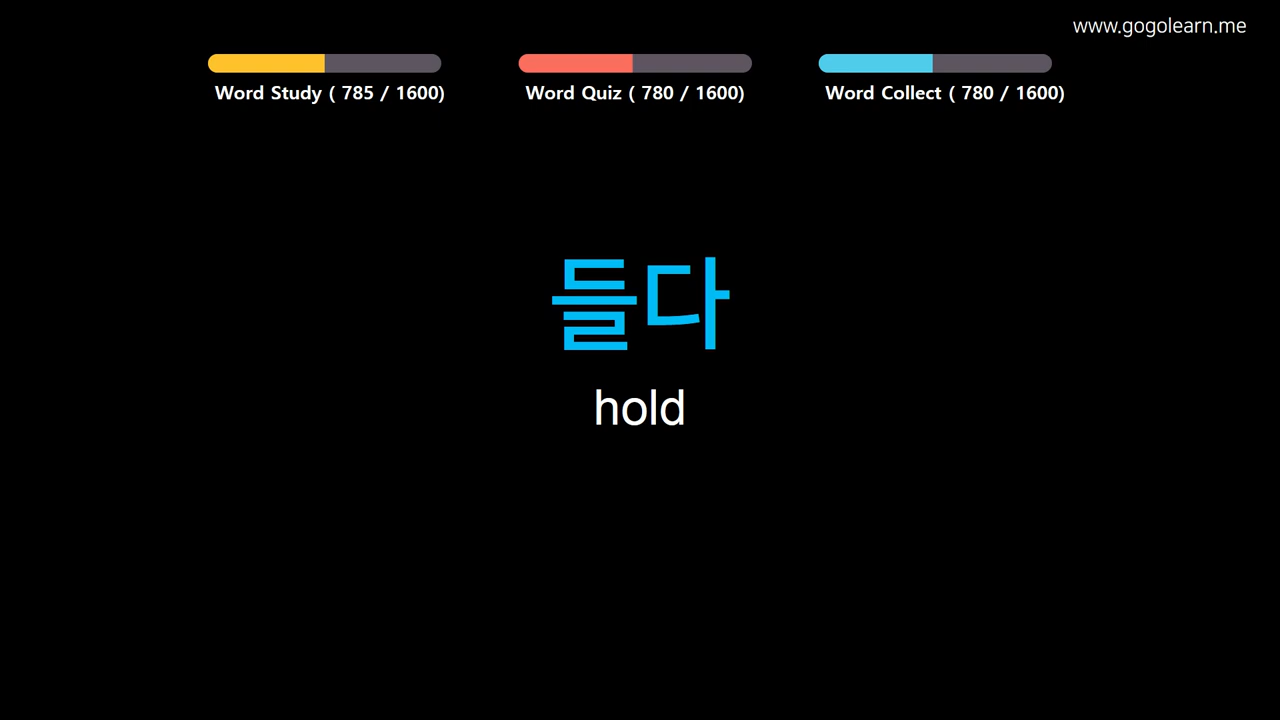 www.gogolearn.me
Word Study ( 785 / 1600)
Word Quiz ( 780 / 1600)
Word Collect ( 780 / 1600)
들다
hold